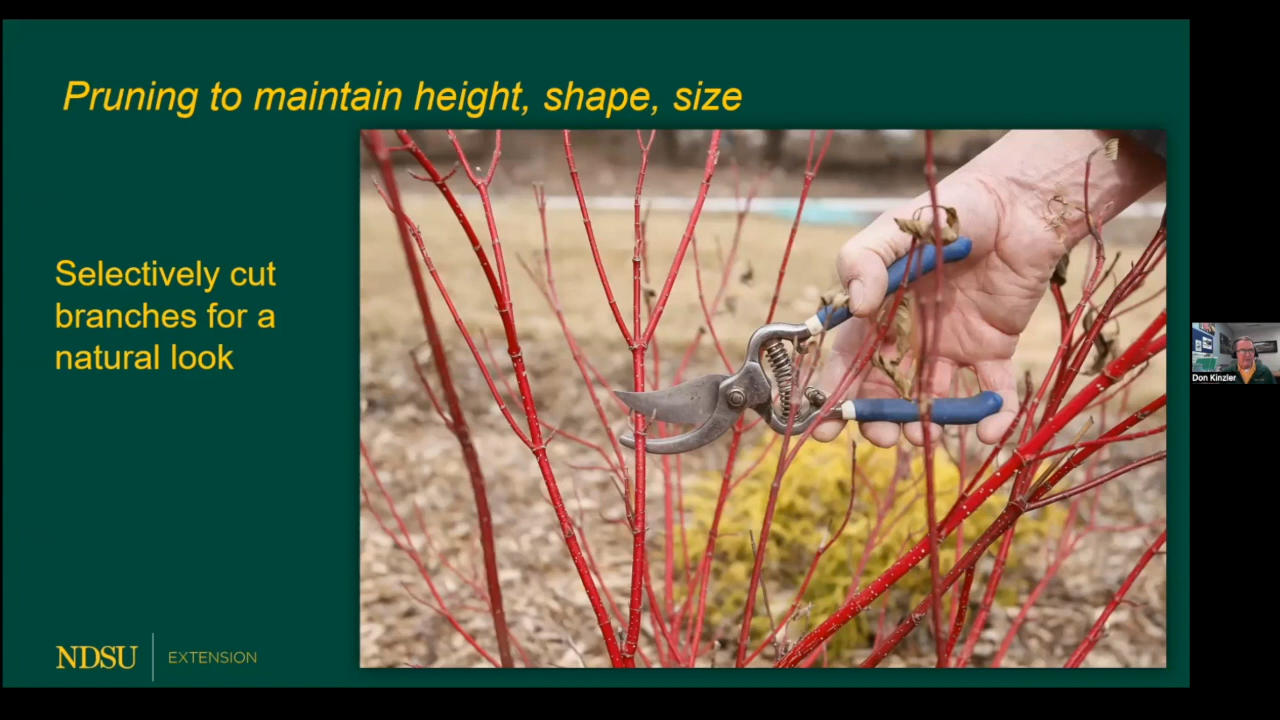 Pruning to maintain height, shape, size
Selectively cut
branches for a
natural look
NDSU EXTENSION
Don Kinzler